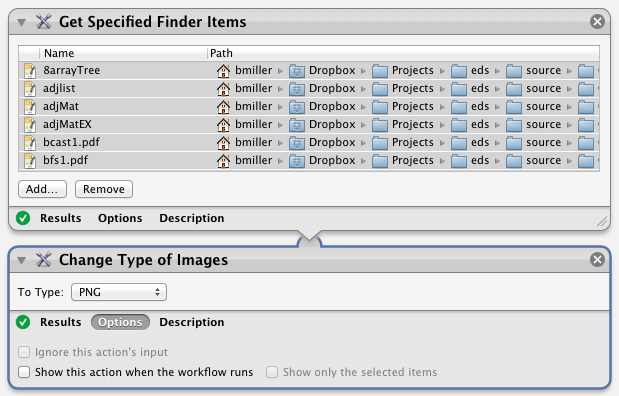 Get Specified Finder Items
Name Path
8arrayTree bmiller Dropbox Projects eds source
adjlist bmiller Dropbox Projects eds source
adjMat bmiller Dropbox Projects eds source
adjMatEX bmiller Dropbox Projects eds source
bcast1.pdf bmiller Dropbox Projects eds source
bfs1.pdf bmiller Dropbox Projects eds source
Add... Remove
Results Options Description
Change Type of Images
To Type: PNG
Results Options Description
Ignore this action's input
Show this action when the workflow runs Show only the selected items